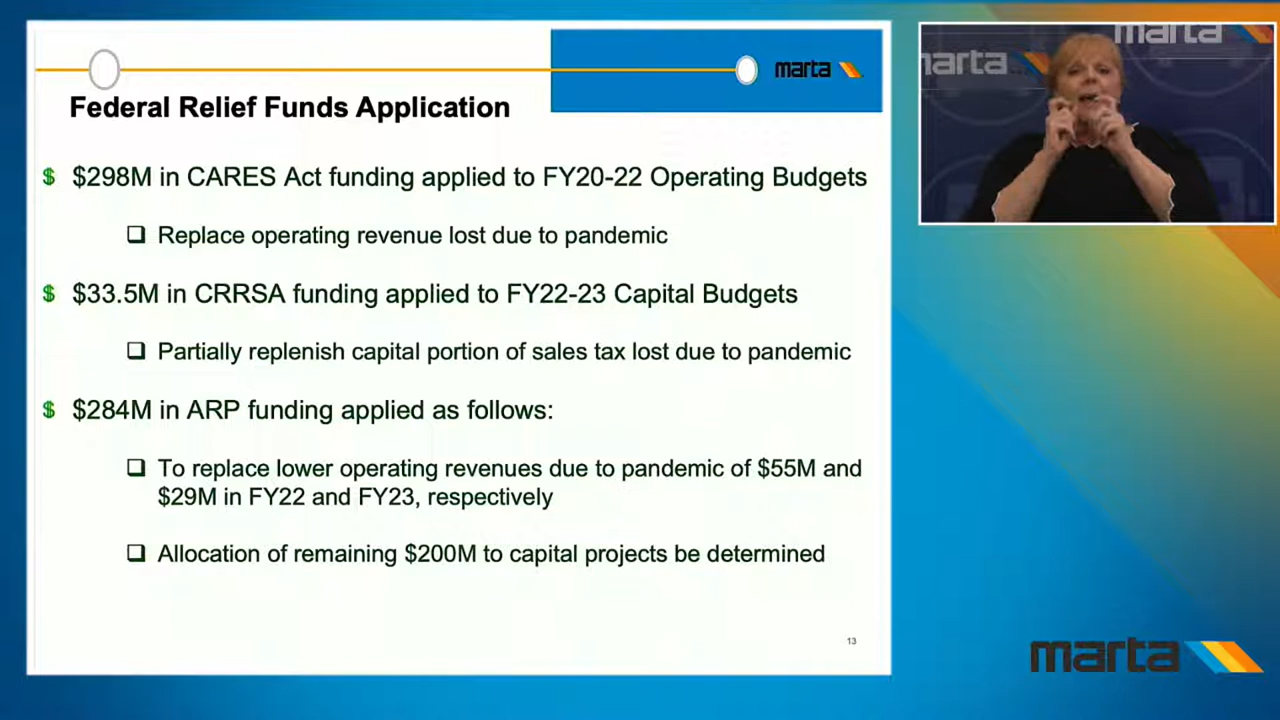 marta
Federal Relief Funds Application
$ $298M in CARES Act funding applied to FY20-22 Operating Budgets
❑ Replace operating revenue lost due to pandemic
$ $33.5M in CRRSA funding applied to FY22-23 Capital Budgets
❑ Partially replenish capital portion of sales tax lost due to pandemic
$ $284M in ARP funding applied as follows:
❑ To replace lower operating revenues due to pandemic of $55M and
$29M in FY22 and FY23, respectively
❑ Allocation of remaining $200M to capital projects be determined
13
marta
marta
marta